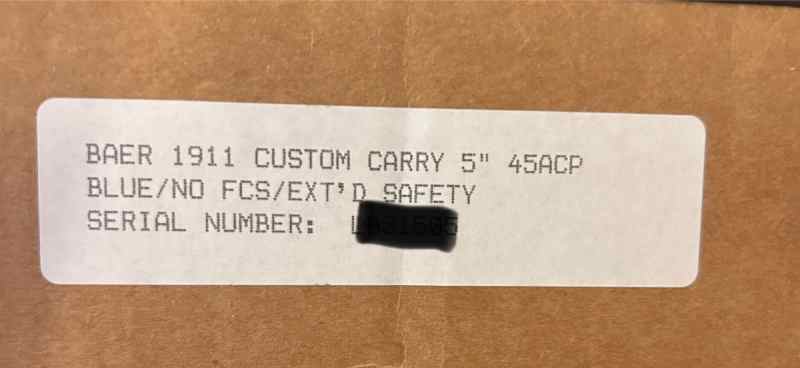 BAER 1911 CUSTOM CARRY 5" 45ACP
BLUE/NO FCS/EXT'D SAFETY
SERIAL NUMBER: